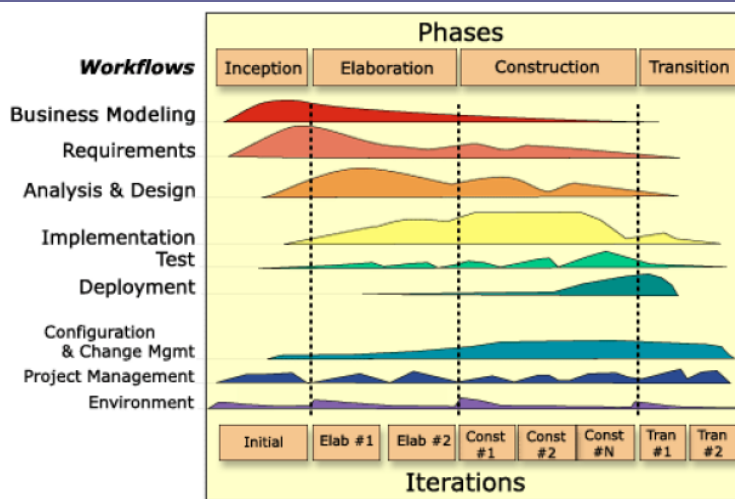 Phases
Workflows
Inception
Elaboration
Construction
Transition
Business Modeling
Requirements
Analysis & Design
Implementation
Test
Deployment
Configuration
& Change Mgmt
Project Management
Environment
Initial
Elab #1
Elab #2
Const
#1
Const
#2
Const
#N
Tran
#1
Tran
#2
Iterations